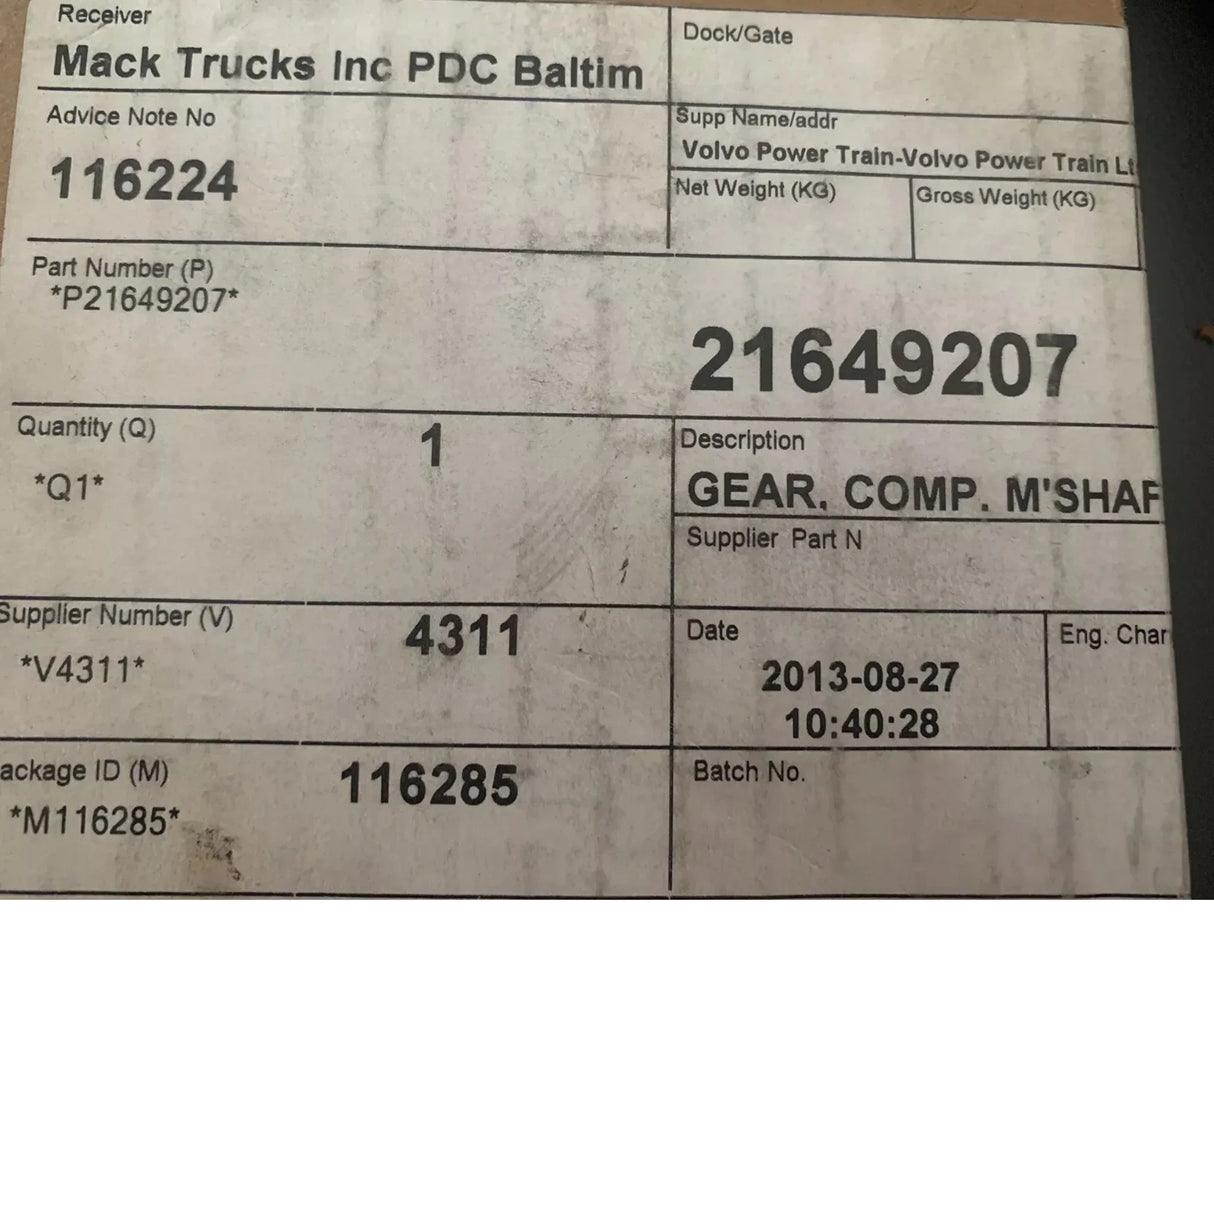 Receiver
Mack Trucks Inc PDC Baltim
Dock/Gate
Advice Note No
116224
Supp Name/addr
Volvo Power Train-Volvo Power Train Lt
Net Weight (KG)
Gross Weight (KG)
Part Number (P)
*P21649207*
21649207
Quantity (Q)
1
*Q1*
Description
GEAR. COMP. M'SHAF
Supplier Part N
Supplier Number (V)
4311
*V4311*
Date
2013-08-27
10:40:28
Eng. Char
ackage ID (M)
116285
*M116285*
Batch No.